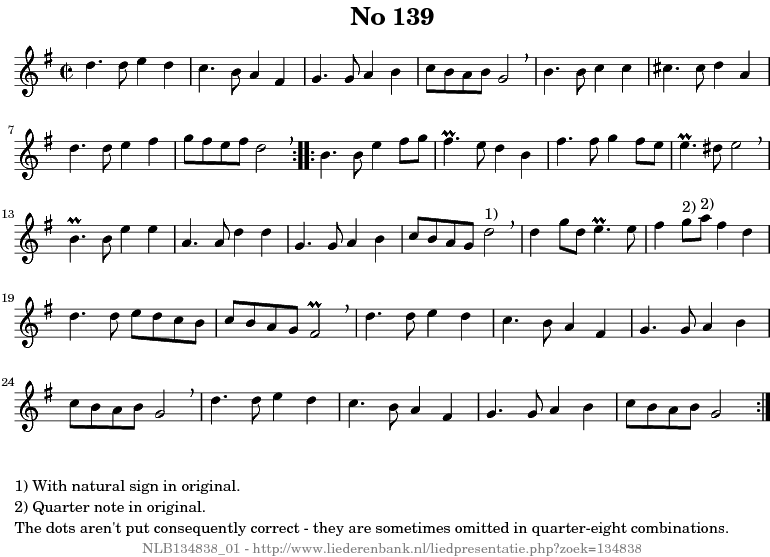 No 139
7
1)
2)
2)
13
19
24
1) With natural sign in original.
2) Quarter note in original.
The dots aren't put consequently correct - they are sometimes omitted in quarter-eight combinations.
NLB134838_01 - http://www.liederenbank.nl/liedpresentatie.php?zoek=134838